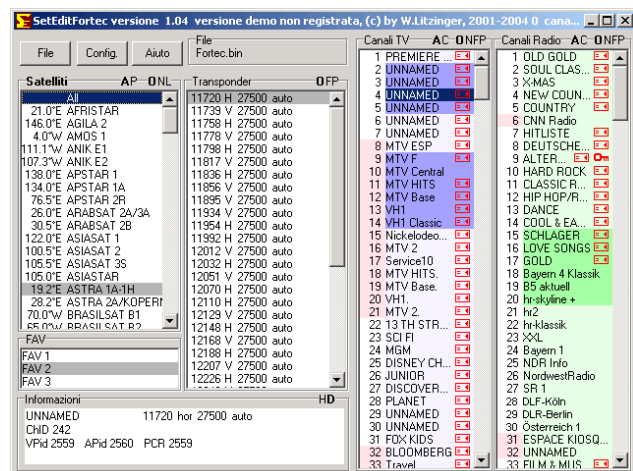 SetEditFortec versione 1.04 versione demo non registrata, (c) by W.Litzinger, 2001-2004 0 cana...
File
Config.
Aiuto
File
Fortec.bin
Satelliti AP ONL
All
21.0°E AFRISTAR
146.0°E AGILA 2
4.0°W AMOS 1
111.1°W ANIK E1
107.3°W ANIK E2
138.0°E APSTAR 1
134.0°E APSTAR 1A
76.5°E APSTAR 2R
26.0°E ARABSAT 2A/3A
30.5°E ARABSAT 2B
122.0°E ASIASAT 1
100.5°E ASIASAT 2
105.5°E ASIASAT 3S
105.0°E ASIASTAR
19.2°E ASTRA 1A-1H
28.2°E ASTRA 2A/KOPERN
70.0°W BRASILSAT B1
65.0°W BRASILSAT B2
FAV
FAV 1
FAV 2
FAV 3
Transponder OFP
11720 H 27500 auto
11739 V 27500 auto
11758 H 27500 auto
11778 V 27500 auto
11798 H 27500 auto
11817 V 27500 auto
11836 H 27500 auto
11856 V 27500 auto
11895 V 27500 auto
11934 V 27500 auto
11954 H 27500 auto
11992 H 27500 auto
12012 V 27500 auto
12032 H 27500 auto
12051 V 27500 auto
12070 H 27500 auto
12110 H 27500 auto
12129 V 27500 auto
12148 H 27500 auto
12168 V 27500 auto
12188 H 27500 auto
12207 V 27500 auto
12226 H 27500 auto
Informazioni HD
UNNAMED 11720 hor 27500 auto
ChID 242
VPid 2559 APid 2560 PCR 2559
Canali TV AC ONFP
1 PREMIERE ...
2 UNNAMED
3 UNNAMED
4 UNNAMED
5 UNNAMED
6 UNNAMED
7 UNNAMED
8 MTV ESP
9 MTV F
10 MTV Central
11 MTV HITS
12 MTV Base
13 VH1
14 VH1 Classic
15 Nickelodeo...
16 MTV 2
17 Service10
18 MTV HITS.
19 MTV Base.
20 VH1.
21 MTV 2.
22 13 TH STR...
23 SCI FI
24 MGM
25 DISNEY CH...
26 JUNIOR
27 DISCOVER...
28 PLANET
29 UNNAMED
30 UNNAMED
31 FOX KIDS
32 BLOOMBERG
33 Travel
Canali Radio AC ONFP
1 OLD GOLD
2 SOUL CLAS...
3 X-MAS
4 NEW COUN...
5 COUNTRY
6 CNN Radio
7 HITLISTE
8 DEUTSCHE...
9 ALTER...
10 HARD ROCK
11 CLASSIC R...
12 HIP HOP/R...
13 DANCE
14 COOL & EA...
15 SCHLAGER
16 LOVE SONGS
17 GOLD
18 Bayern 4 Klassik
19 B5 aktuell
20 hr-skyline +
21 hr2
22 hr-klassik
23 XXL
24 Bayern 1
25 NDR Info
26 NordwestRadio
27 SR 1
28 DLF-Köln
29 DLR-Berlin
30 Österreich 1
31 ESPACE KIOSQ...
32 UNNAMED
33 FILM & MUS...